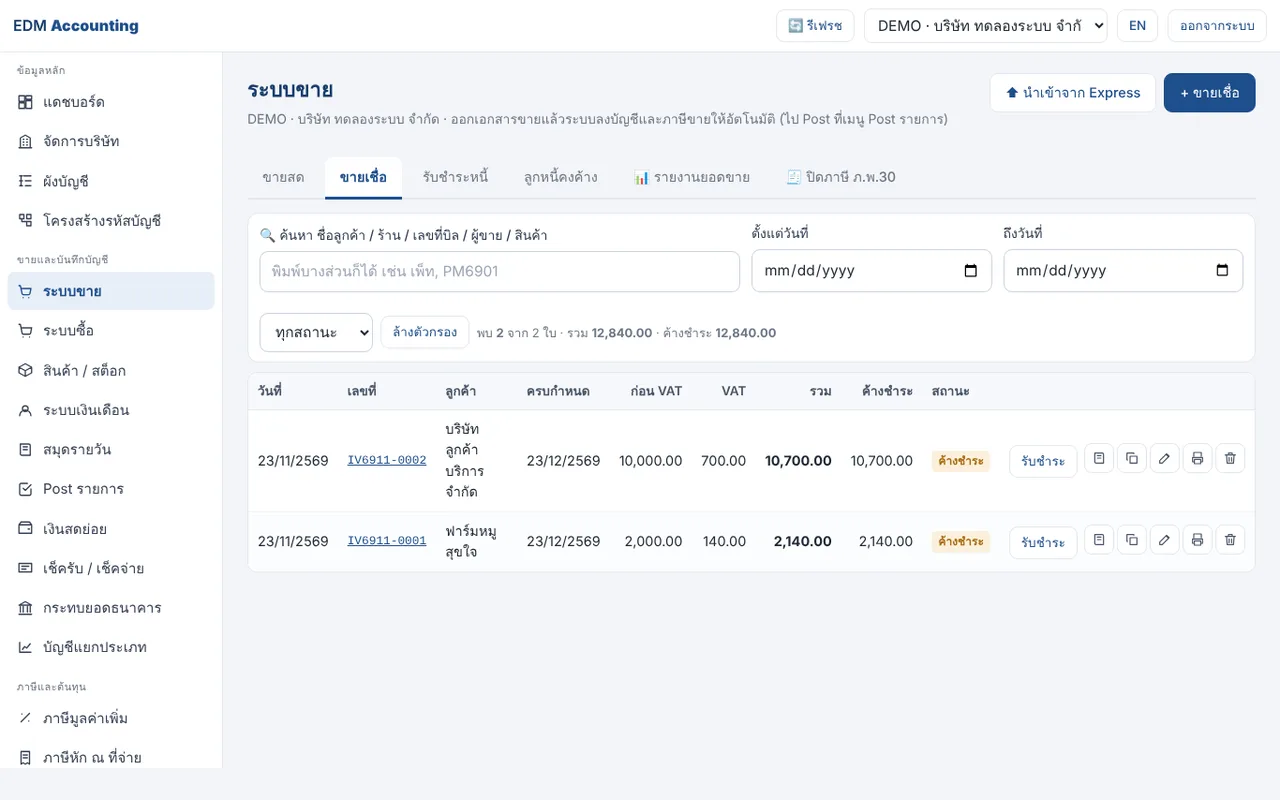 EDM Accounting
รีเฟรช
DEMO · บริษัท ทดลองระบบ จำกั
EN
ออกจากระบบ
ข้อมูลหลัก
แดชบอร์ด
จัดการบริษัท
ผังบัญชี
โครงสร้างรหัสบัญชี
ขายและบันทึกบัญชี
ระบบขาย
ระบบซื้อ
สินค้า / สต็อก
ระบบเงินเดือน
สมุดรายวัน
Post รายการ
เงินสดย่อย
เช็ครับ / เช็คจ่าย
กระทบยอดธนาคาร
บัญชีแยกประเภท
ภาษีและต้นทุน
ภาษีมูลค่าเพิ่ม
ภาษีหัก ณ ที่จ่าย
ระบบขาย
DEMO · บริษัท ทดลองระบบ จำกัด · ออกเอกสารขายแล้วระบบลงบัญชีและภาษีขายให้อัตโนมัติ (ไป Post ที่เมนู Post รายการ)
นำเข้าจาก Express
+ ขายเชื่อ
ขายสด ขายเชื่อ รับชำระหนี้ ลูกหนี้คงค้าง รายงานยอดขาย ปิดภาษี ภ.พ.30
ค้นหา ชื่อลูกค้า / ร้าน / เลขที่บิล / ผู้ขาย / สินค้า
พิมพ์บางส่วนก็ได้ เช่น เพ็ท, PM6901
ตั้งแต่วันที่
mm/dd/yyyy
ถึงวันที่
mm/dd/yyyy
ทุกสถานะ ล้างตัวกรอง พบ 2 จาก 2 ใบ · รวม 12,840.00 · ค้างชำระ 12,840.00
วันที่ เลขที่ ลูกค้า ครบกำหนด ก่อน VAT VAT รวม ค้างชำระ สถานะ
23/11/2569 IV6911-0002 บริษัท ลูกค้า บริการ จำกัด 23/12/2569 10,000.00 700.00 10,700.00 10,700.00 ค้างชำระ รับชำระ
23/11/2569 IV6911-0001 ฟาร์มหมู สุขใจ 23/12/2569 2,000.00 140.00 2,140.00 2,140.00 ค้างชำระ รับชำระ